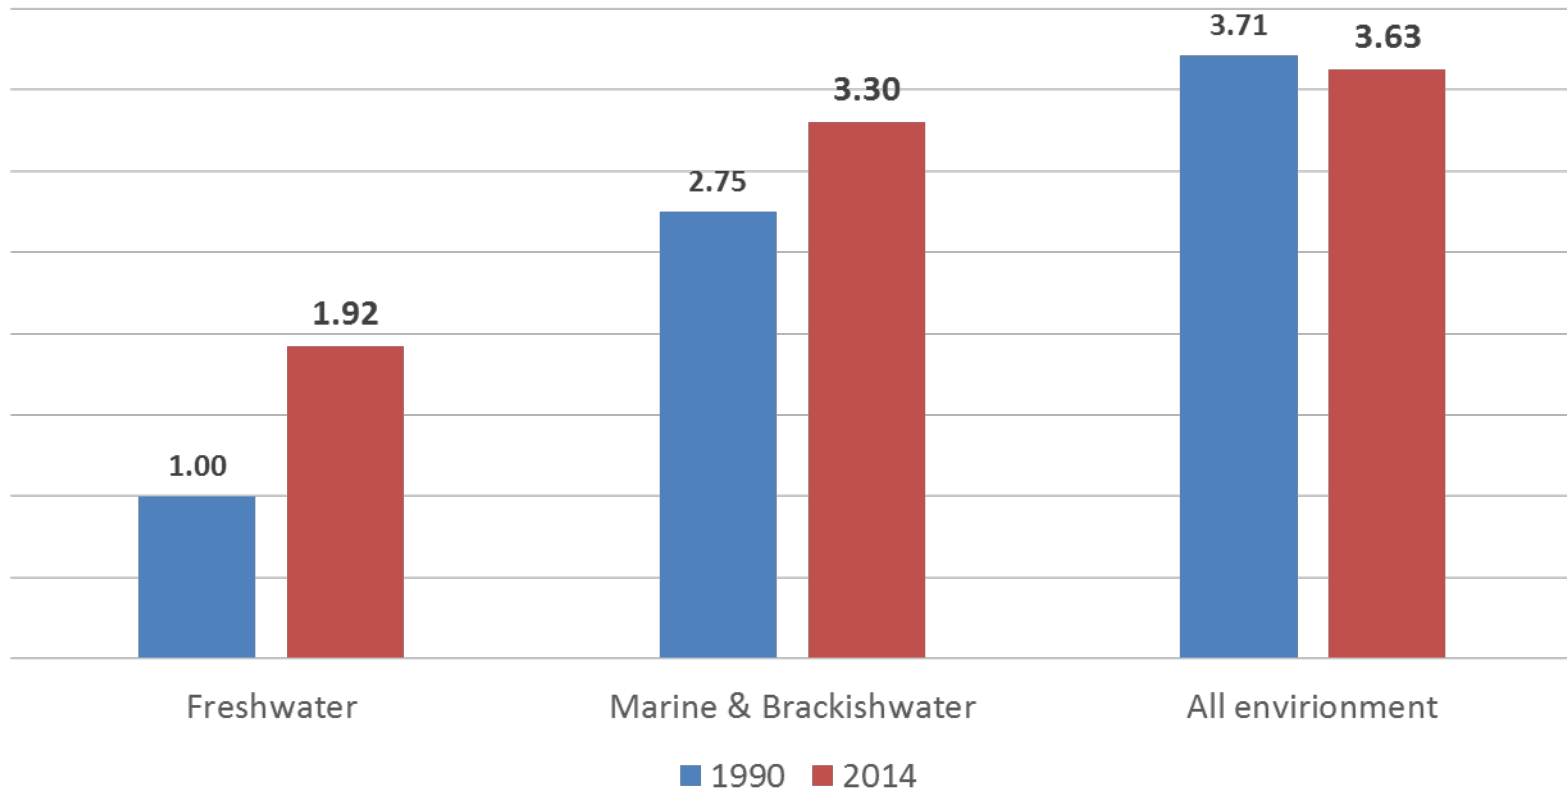 3.71
3.63
3.30
2.75
1.92
1.00
Freshwater
Marine & Brackishwater
All envirionment
1990
2014